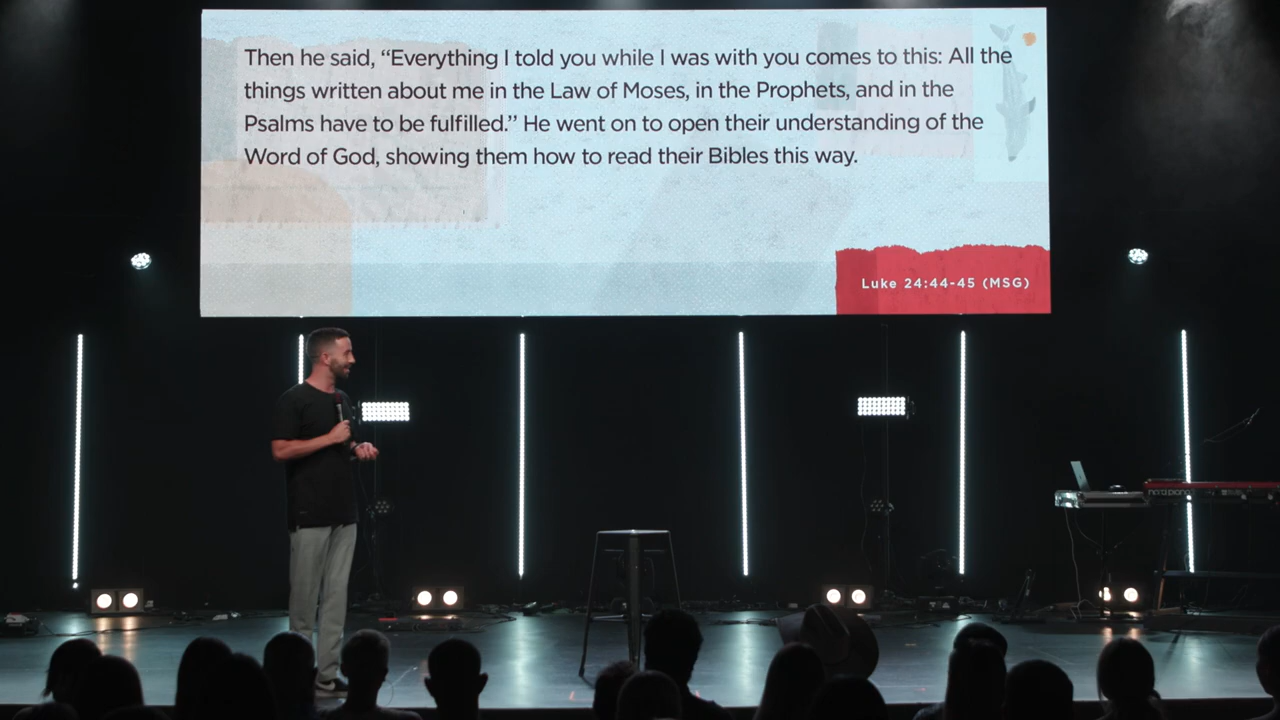 Then he said, “Everything I told you while I was with you comes to this: All the
things written about me in the Law of Moses, in the Prophets, and in the
Psalms have to be fulfilled.” He went on to open their understanding of the
Word of God, showing them how to read their Bibles this way.
Luke 24:44-45 (MSG)
nord piano